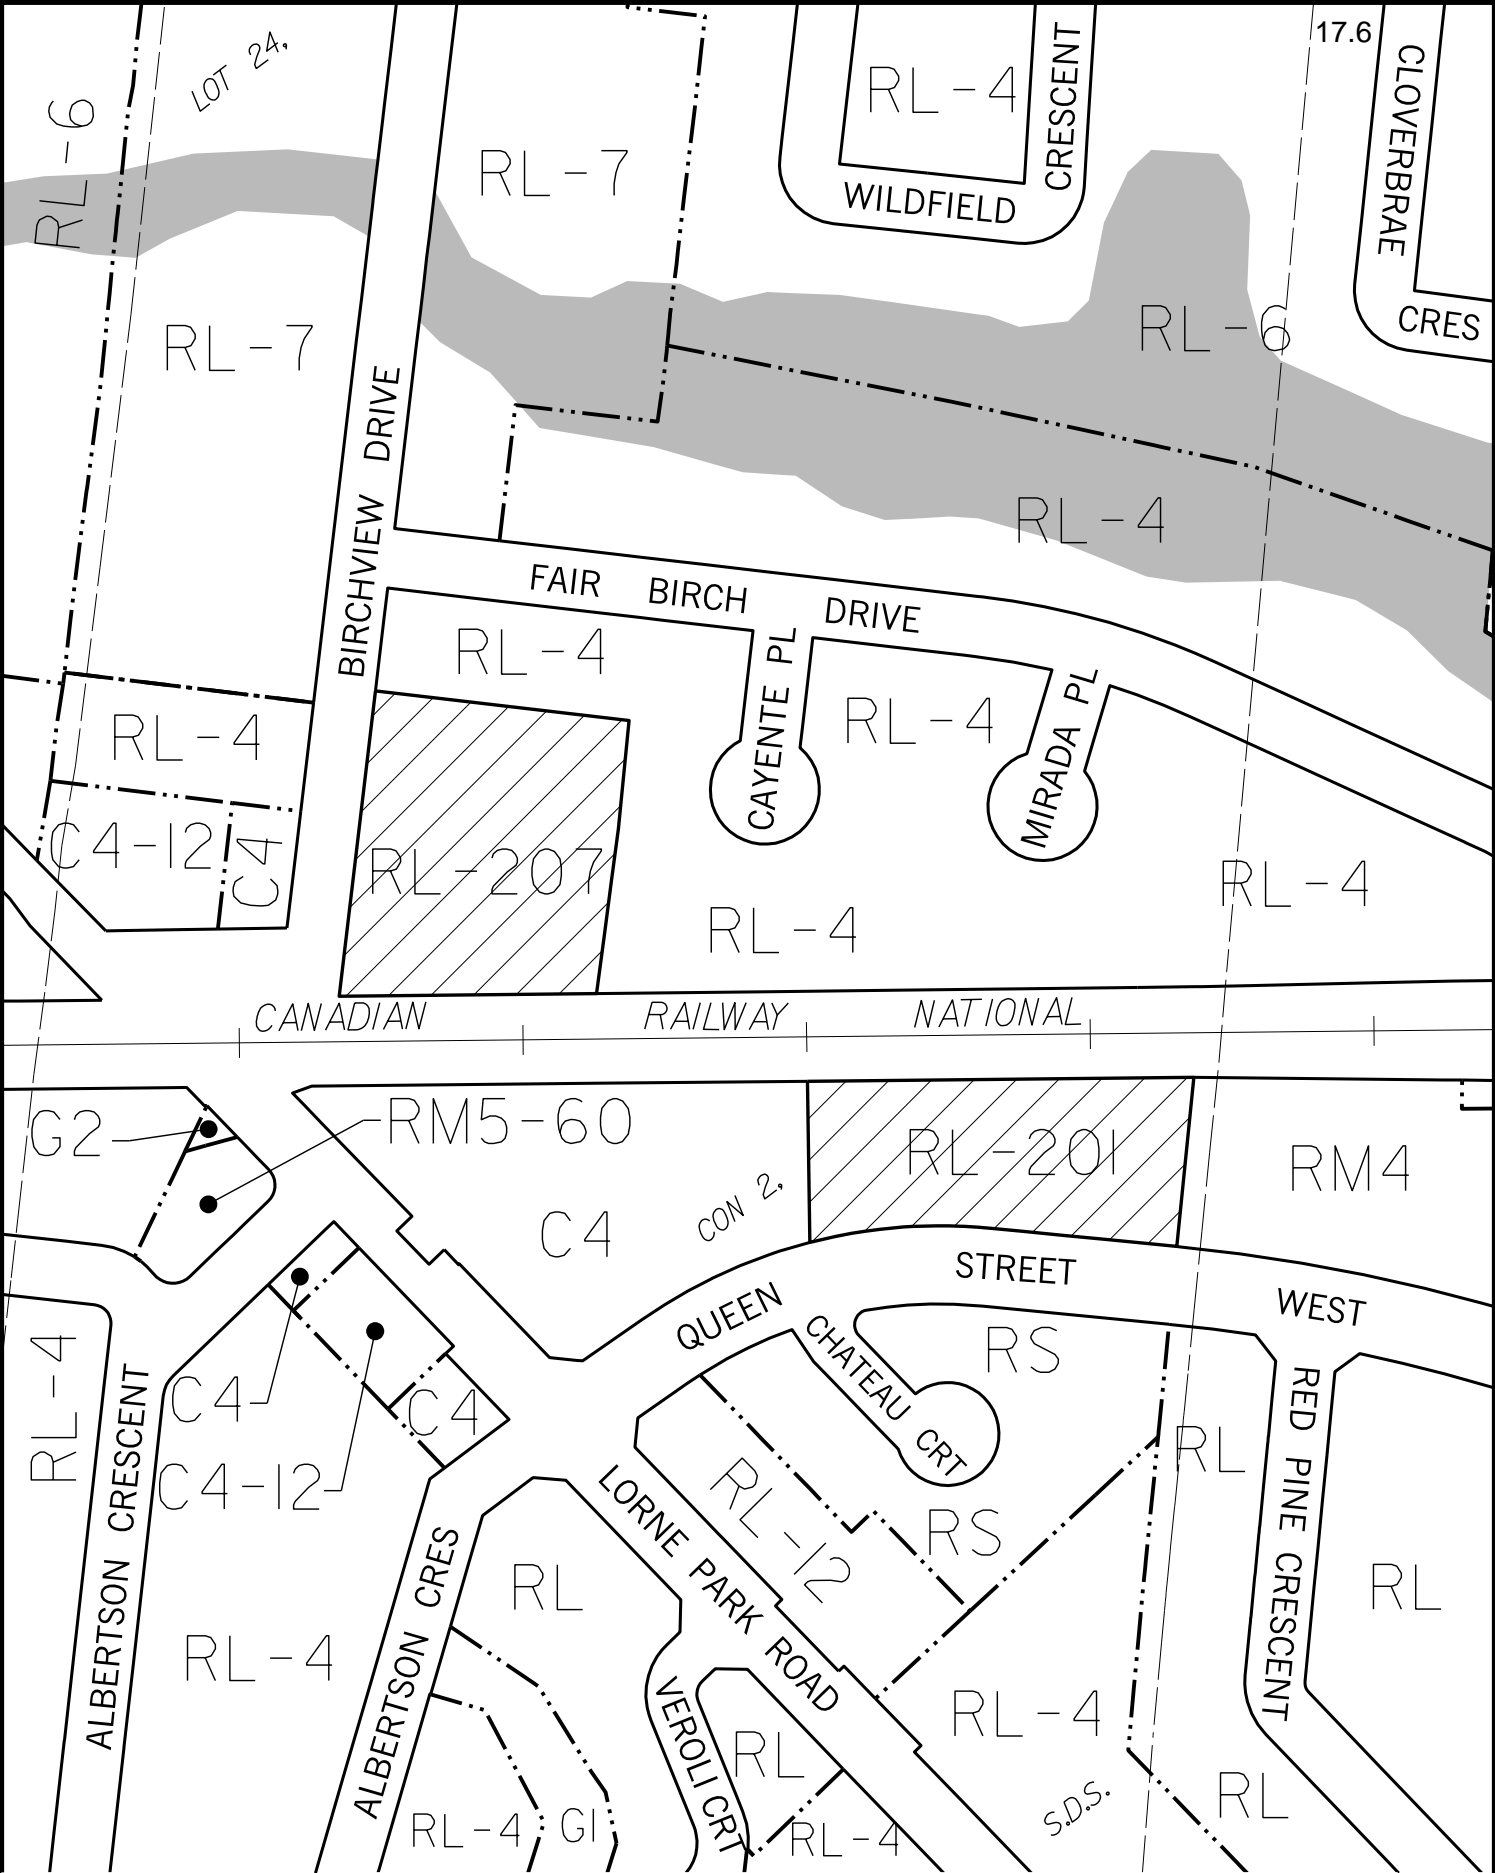 17.6
LOT 24,
RL-6
RL-4
CRESCENT
CLOVERBRAE
RL-7
WILDFIELD
CRES
RL-6
RL-7
BIRCHVIEW DRIVE
RL-4
FAIR BIRCH DRIVE
RL-4
CAYENTE PL
RL-4
MIRADA PL
RL-4
C4-12
C4
RL-207
RL-4
RL-4
CANADIAN RAILWAY NATIONAL
G2
RM5-60
RL-201
RM4
CON 2,
C4
STREET
QUEEN
WEST
CHATEAU CRT
RS
RL-4
ALBERTSON CRESCENT
C4
C4
C4-12
RL
RED PINE CRESCENT
LORNE PARK ROAD
RL-12
RS
ALBERTSON CRES
RL
RL
RL-4
VEROLI CRT
RL-4
RL
RL
S.D.S.
RL-4
G1
RL-4